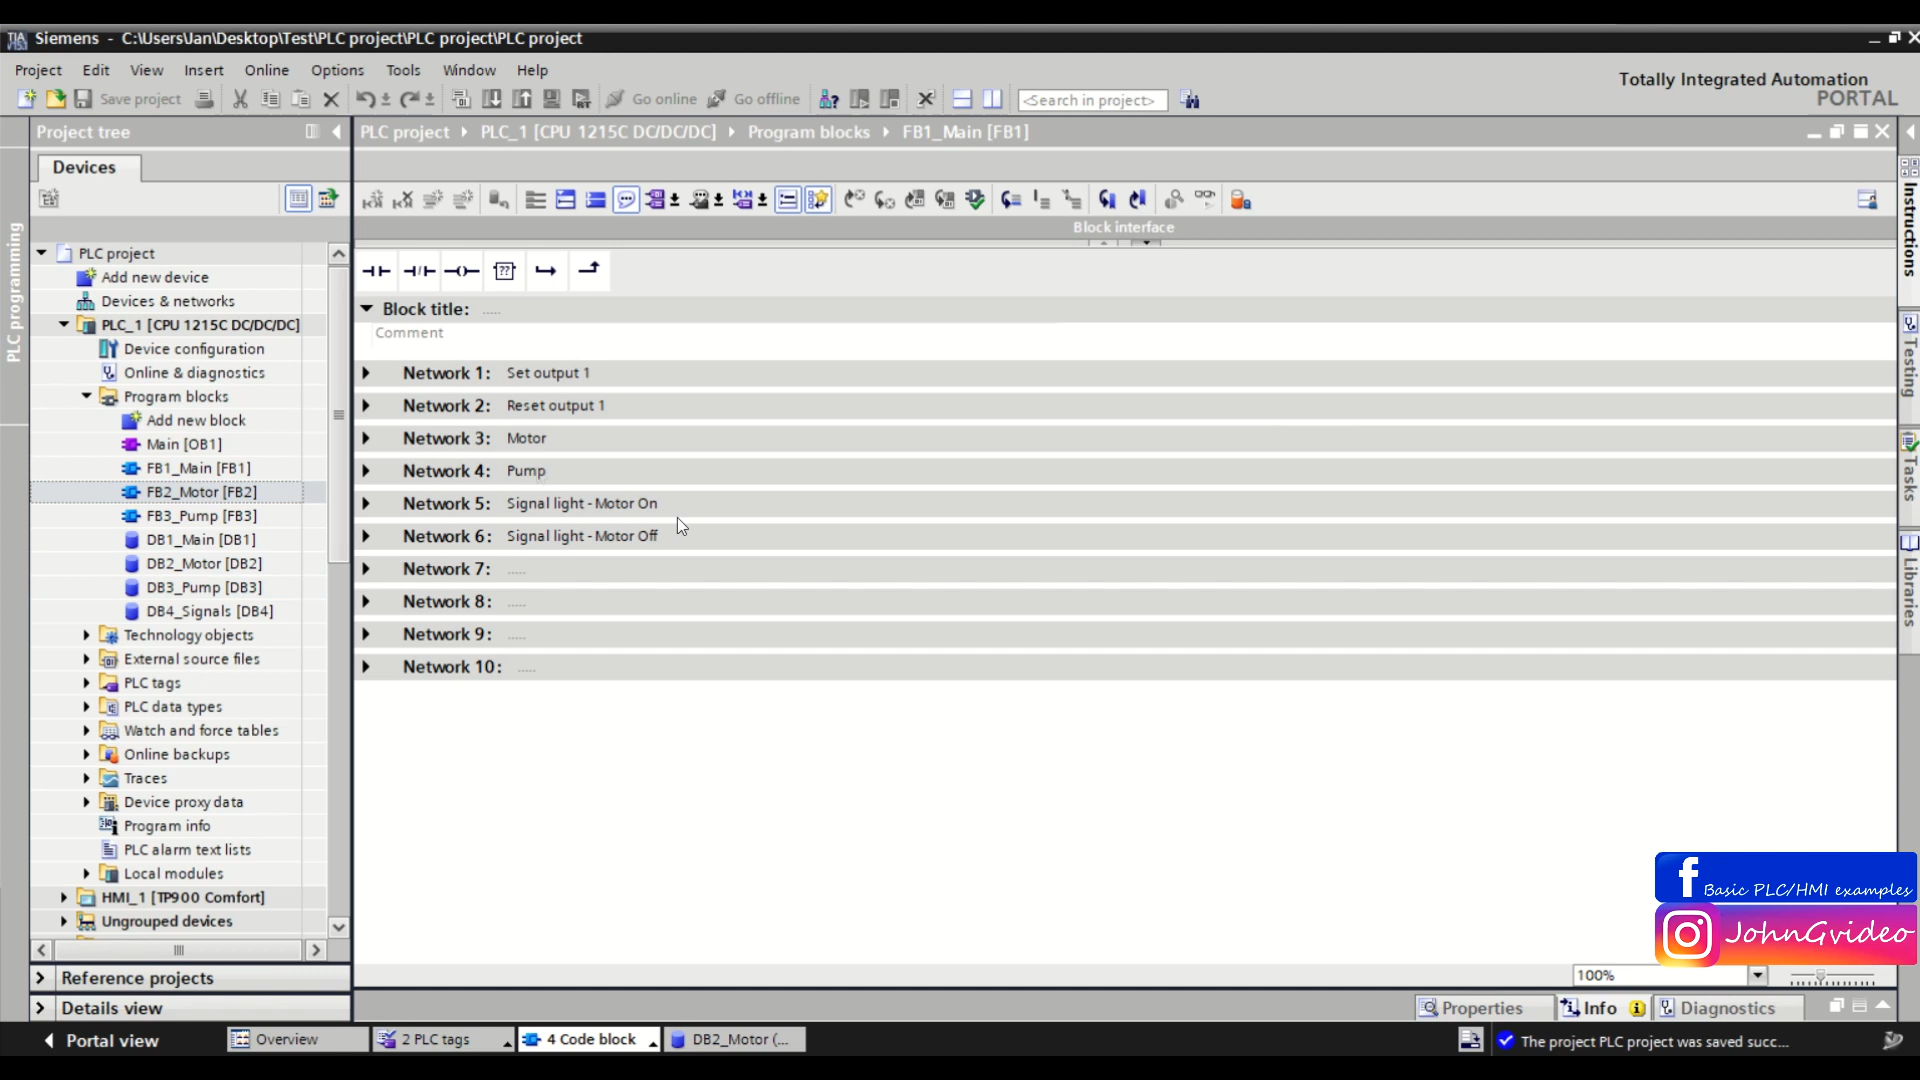 Siemens - C:\Users\Jan\Desktop\Test\PLC project\PLC project\PLC project
Project Edit View Insert Online Options Tools Window Help
Totally Integrated Automation
PORTAL
Save project
Go online
Go offline
<Search in project>
Project tree
PLC project PLC_1 [CPU 1215C DC/DC/DC] Program blocks FB1_Main [FB1]
Devices
PLC programming
Block interface
PLC project
Add new device
Devices & networks
PLC_1 [CPU 1215C DC/DC/DC]
Device configuration
Online & diagnostics
Program blocks
Add new block
Main [OB1]
FB1_Main [FB1]
FB2_Motor [FB2]
FB3_Pump [FB3]
DB1_Main [DB1]
DB2_Motor [DB2]
DB3_Pump [DB3]
DB4_Signals [DB4]
Technology objects
External source files
PLC tags
PLC data types
Watch and force tables
Online backups
Traces
Device proxy data
Program info
PLC alarm text lists
Local modules
HMI_1 [TP900 Comfort]
Ungrouped devices
Reference projects
Details view
??
Block title: .....
Comment
Network 1: Set output 1
Network 2: Reset output 1
Network 3: Motor
Network 4: Pump
Network 5: Signal light - Motor On
Network 6: Signal light - Motor Off
Network 7: .....
Network 8: .....
Network 9: .....
Network 10: .....
Instructions
Testing
Tasks
Libraries
Basic PLC/HMI examples
JohnGvideo
100%
Properties Info Diagnostics
Portal view Overview 2 PLC tags 4 Code block DB2_Motor (... The project PLC project was saved succ...